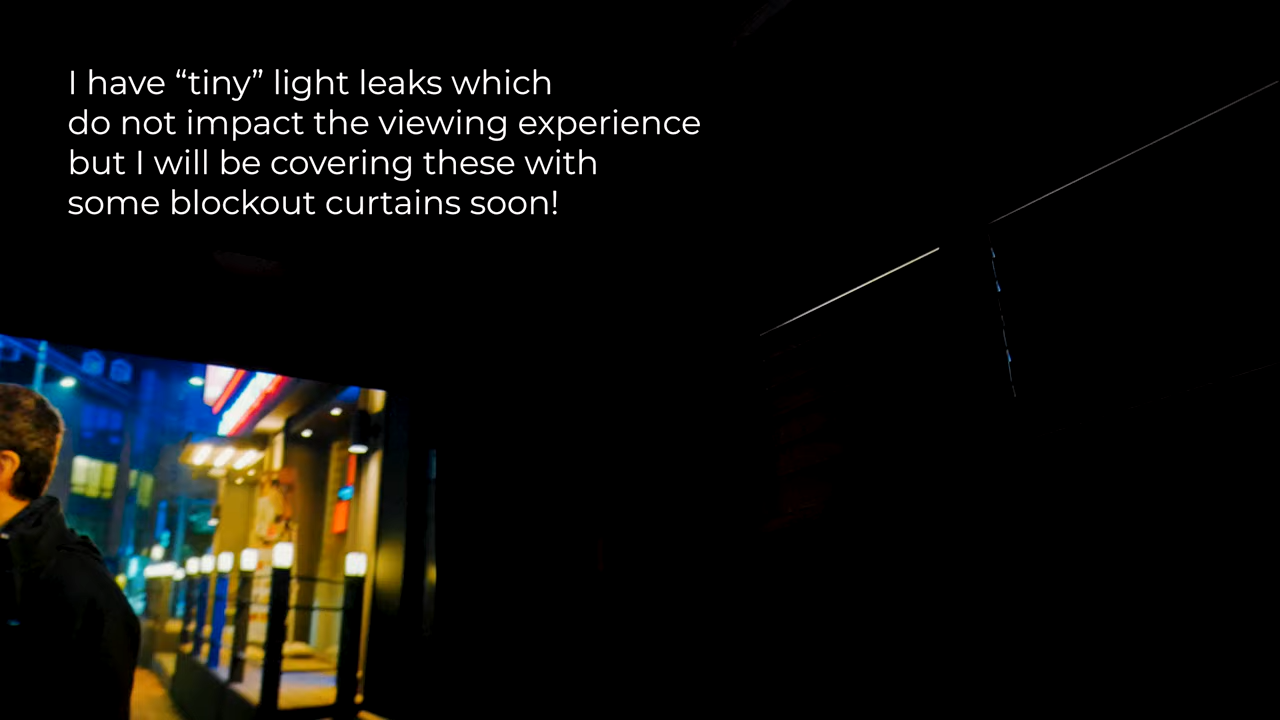 I have “tiny” light leaks which
do not impact the viewing experience
but I will be covering these with
some blockout curtains soon!